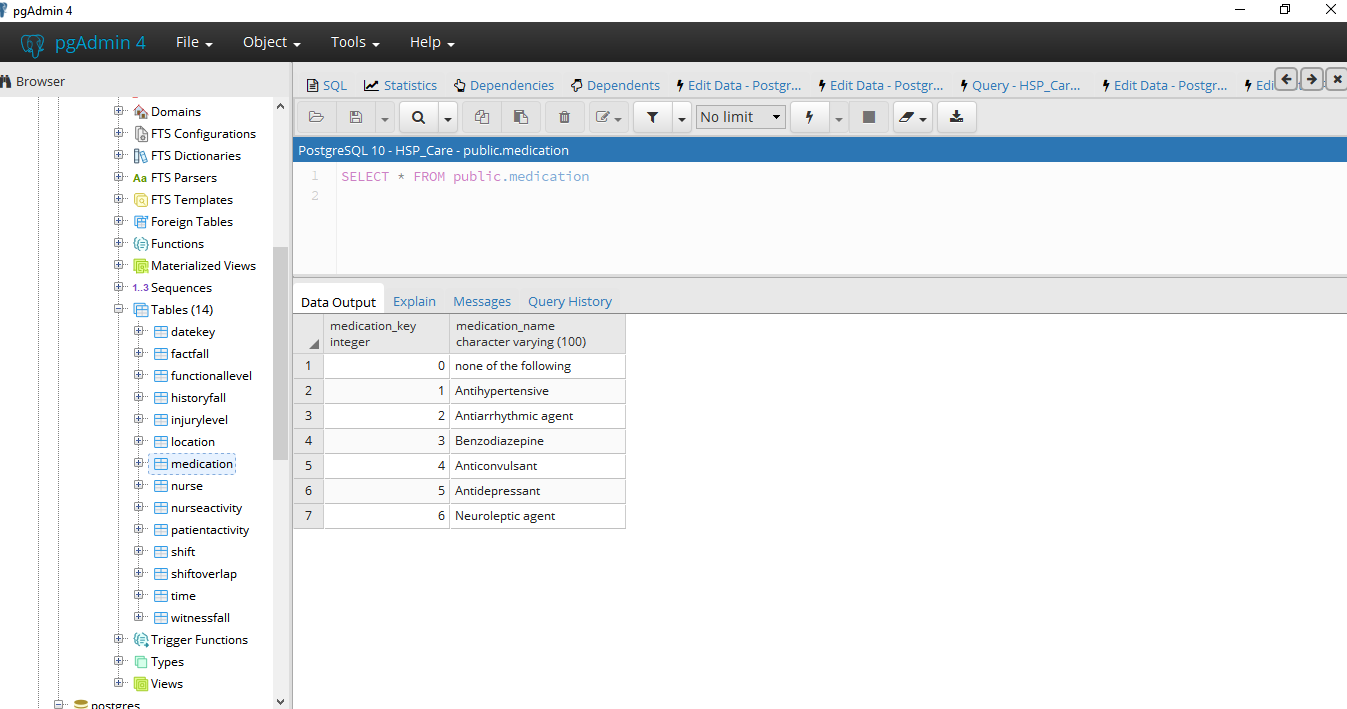 pgAdmin 4
pgAdmin 4 File Object Tools Help
Browser
Domains
FTS Configurations
FTS Dictionaries
Aa FTS Parsers
FTS Templates
Foreign Tables
Functions
Materialized Views
1..3 Sequences
Tables (14)
datekey
factfall
functionallevel
historyfall
injurylevel
location
medication
nurse
nurseactivity
patientactivity
shift
shiftoverlap
time
witnessfall
Trigger Functions
Types
Views
postgres
SQL Statistics Dependencies Dependents Edit Data - Postgr... Edit Data - Postgr... Query - HSP_Car... Edit Data - Postgr... Edi
No limit
PostgreSQL 10 - HSP_Care - public.medication
1 SELECT * FROM public.medication
2
Data Output Explain Messages Query History
medication_key medication_name
integer character varying (100)
1 0 none of the following
2 1 Antihypertensive
3 2 Antiarrhythmic agent
4 3 Benzodiazepine
5 4 Anticonvulsant
6 5 Antidepressant
7 6 Neuroleptic agent